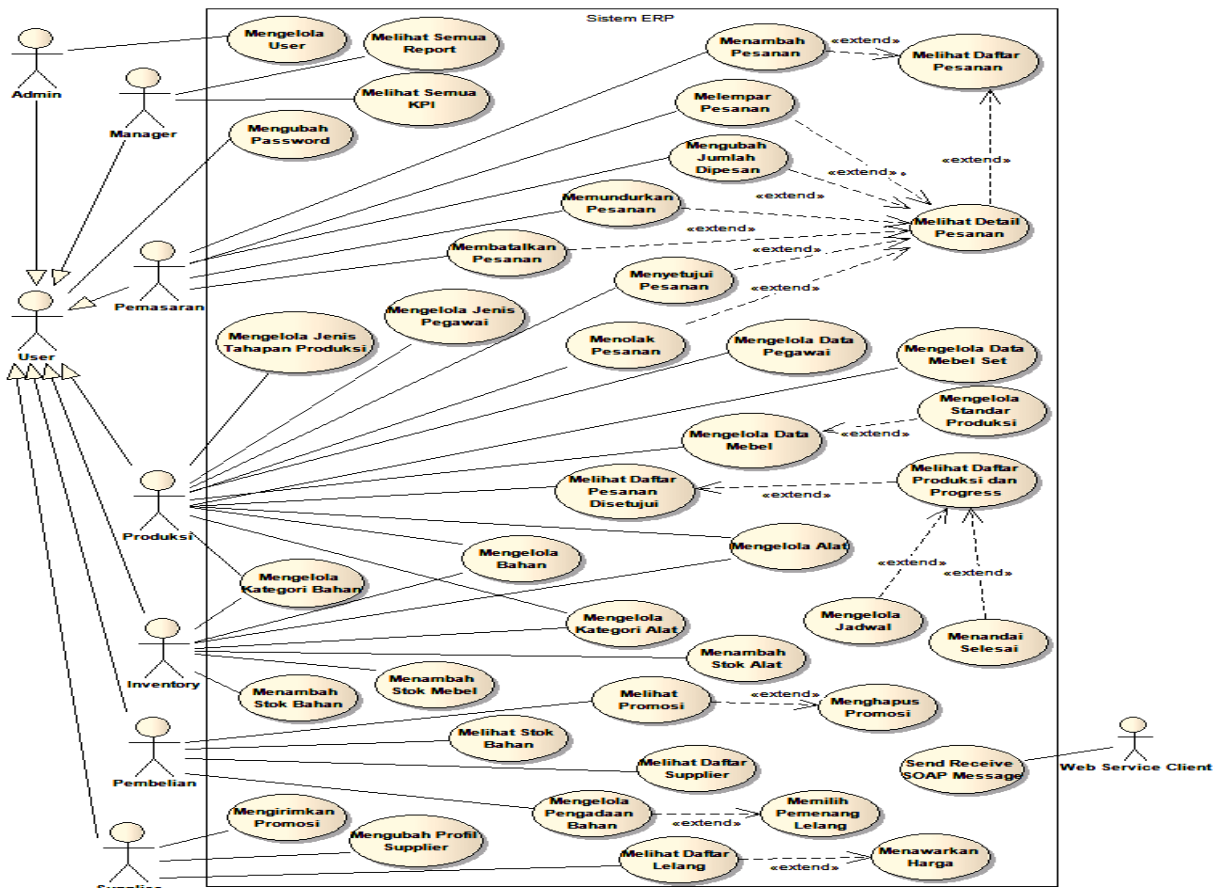 Sistem ERP
Admin
Manager
Pemasaran
User
Produksi
Inventory
Pembelian
Supplier
Web Service Client
Mengelola
User
Melihat Semua
Report
Melihat Semua
KPI
Mengubah
Password
Menambah
Pesanan
«extend»
Melihat Daftar
Pesanan
Melempar
Pesanan
Mengubah
Jumlah
Dipesan
«extend»
«extend»
Memundurkan
Pesanan
«extend»
Melihat Detail
Pesanan
Membatalkan
Pesanan
«extend»
«extend»
Menyetujui
Pesanan
«extend»
Mengelola Jenis
Pegawai
Mengelola Jenis
Tahapan Produksi
Menolak
Pesanan
Mengelola Data
Pegawai
Mengelola Data
Mebel Set
Mengelola
Standar
Produksi
Mengelola Data
Mebel
«extend»
Melihat Daftar
Pesanan
Disetujui
«extend»
Melihat Daftar
Produksi dan
Progress
Mengelola
Bahan
Mengelola Alat
Mengelola
Kategori Bahan
«extend»
«extend»
Mengelola
Kategori Alat
Mengelola
Jadwal
Menandai
Selesai
Menambah
Stok Alat
Menambah
Stok Mebel
Menambah
Stok Bahan
Melihat
Promosi
«extend»
Menghapus
Promosi
Melihat Stok
Bahan
Melihat Daftar
Supplier
Send Receive
SOAP Message
Mengelola
Pengadaan
Bahan
«extend»
Memilih
Pemenang
Lelang
Mengirimkan
Promosi
Mengubah Profil
Supplier
Melihat Daftar
Lelang
«extend»
Menawarkan
Harga